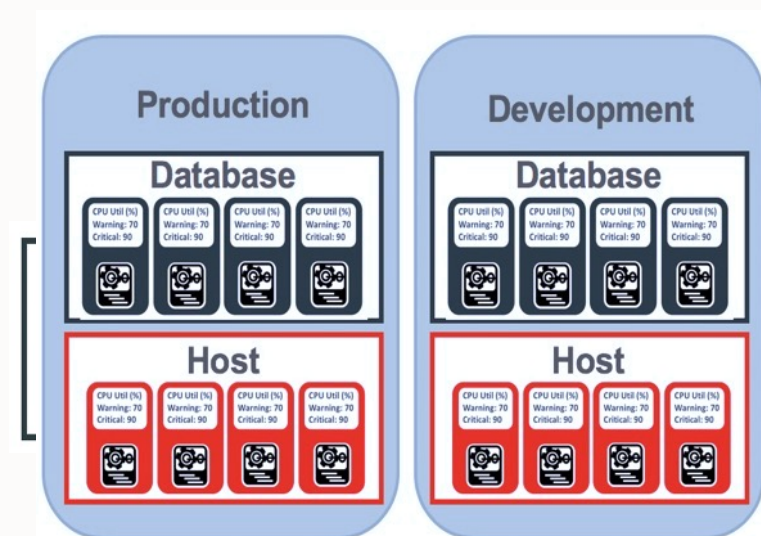 Production
Database
CPU Util (%)
Warning: 70
Critical: 90
CPU Util (%)
Warning: 70
Critical: 90
CPU Util (%)
Warning: 70
Critical: 90
CPU Util (%)
Warning: 70
Critical: 90
Host
CPU Util (%)
Warning: 70
Critical: 90
CPU Util (%)
Warning: 70
Critical: 90
CPU Util (%)
Warning: 70
Critical: 90
CPU Util (%)
Warning: 70
Critical: 90
Development
Database
CPU Util (%)
Warning: 70
Critical: 90
CPU Util (%)
Warning: 70
Critical: 90
CPU Util (%)
Warning: 70
Critical: 90
CPU Util (%)
Warning: 70
Critical: 90
Host
CPU Util (%)
Warning: 70
Critical: 90
CPU Util (%)
Warning: 70
Critical: 90
CPU Util (%)
Warning: 70
Critical: 90
CPU Util (%)
Warning: 70
Critical: 90